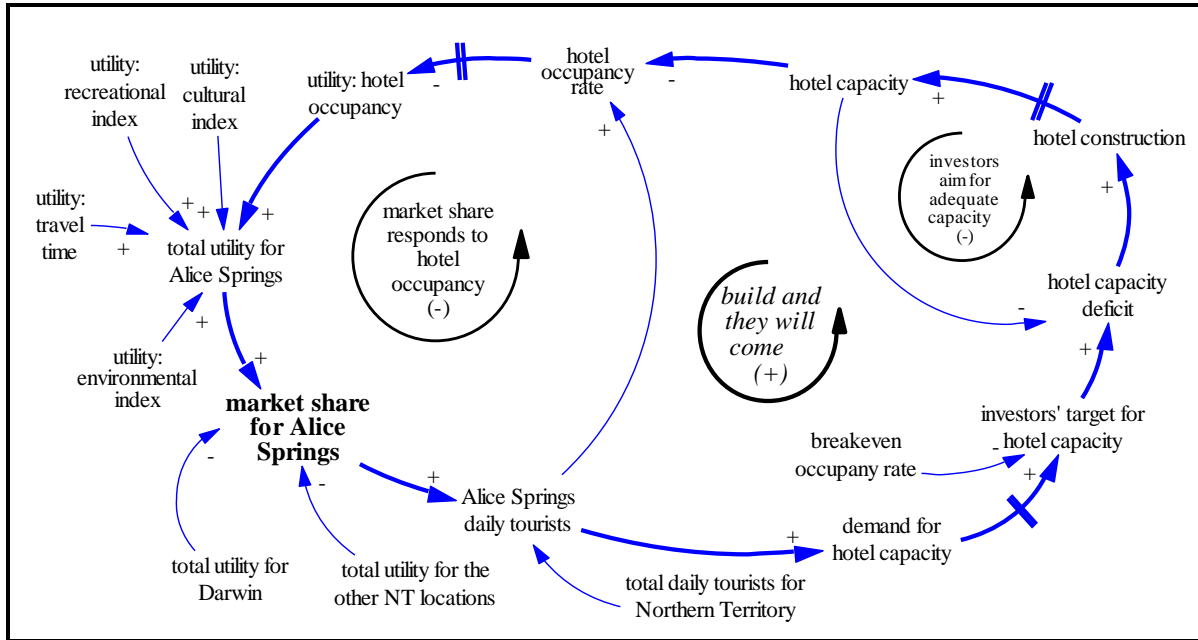 utility:
recreational
index
utility:
cultural
index
utility: hotel
occupancy
-
hotel
occupancy
rate
-
+
hotel capacity
+
hotel construction
+
investors
aim for
adequate
capacity
(-)
utility:
travel
time
+
+
+
+
total utility for
Alice Springs
+
market share
responds to
hotel
occupancy
(-)
build and
they will
come
(+)
hotel capacity
deficit
-
+
utility:
environmental
index
+
market share
for Alice
Springs
-
-
+
investors' target for
hotel capacity
-
+
breakeven
occupany rate
Alice Springs
daily tourists
+
demand for
hotel capacity
total utility for
Darwin
total utility for the
other NT locations
total daily tourists for
Northern Territory